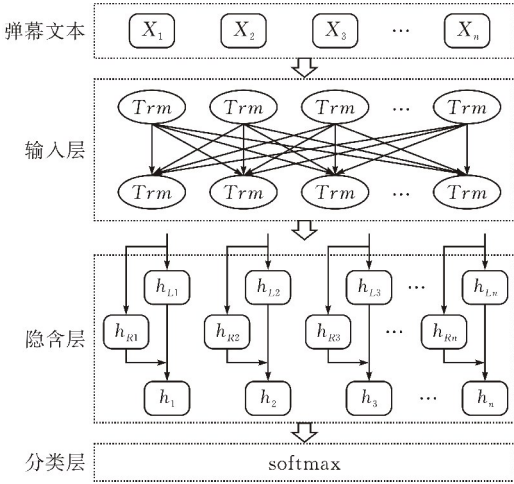 弹幕文本 X1 X2 X3 … Xn
输入层
Trm Trm Trm … Trm
Trm Trm Trm … Trm
隐含层
hL1 hL2 hL3 … hLn
hR1 hR2 hR3 … hRn
h1 h2 h3 … hn
分类层 softmax